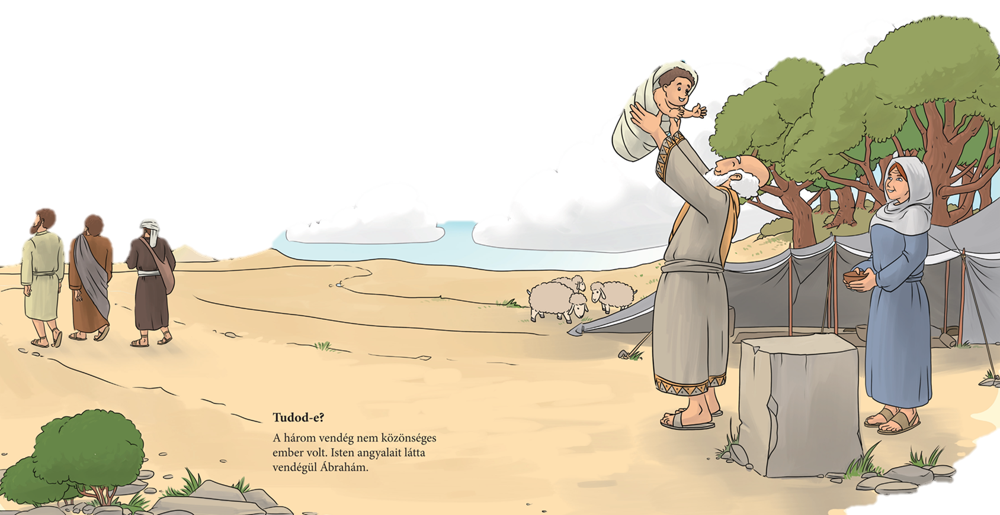 Tudod-e?
A három vendég nem közönséges
ember volt. Isten angyalait látta
vendégül Ábrahám.